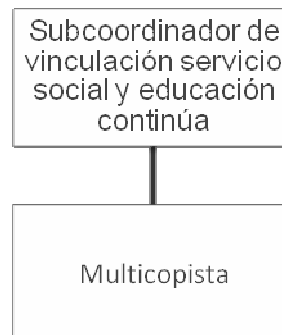 Subcoordinador de
vinculación servicio
social y educación
continúa
Multicopista